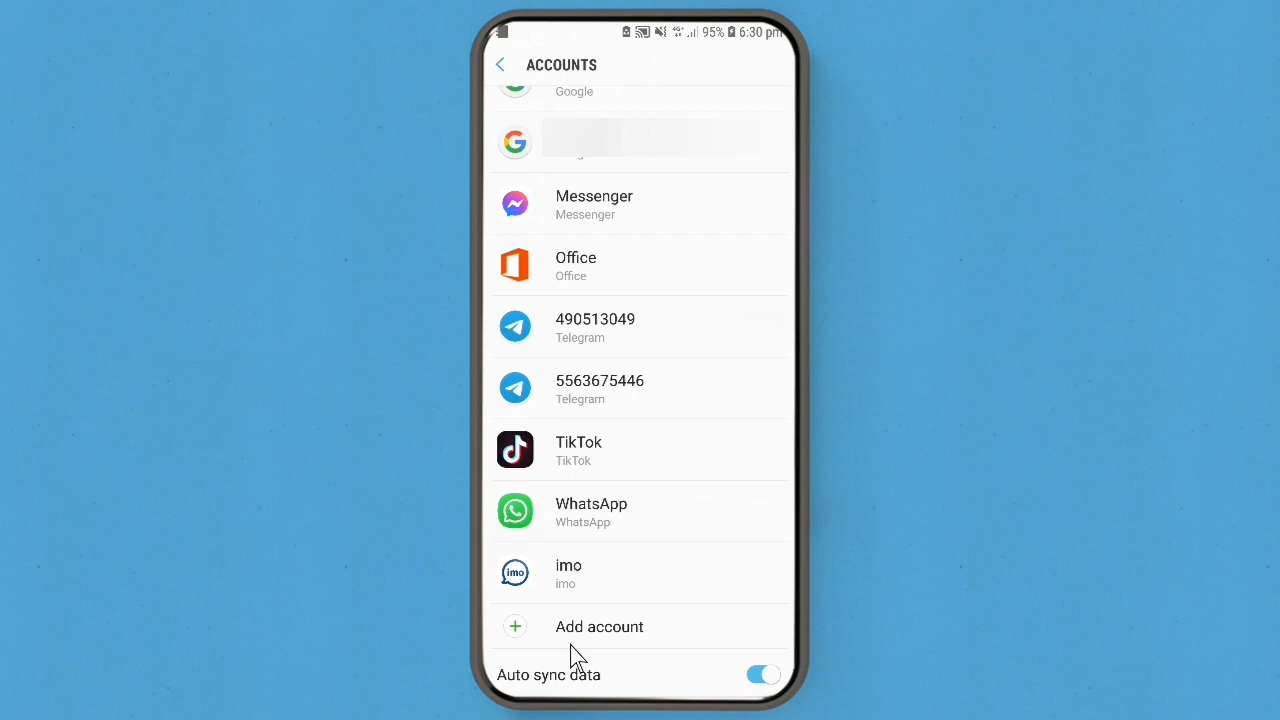 95% 6:30 pm
ACCOUNTS
Google
Messenger
Messenger
Office
Office
490513049
Telegram
5563675446
Telegram
TikTok
TikTok
WhatsApp
WhatsApp
imo
imo
imo
Add account
Auto sync data